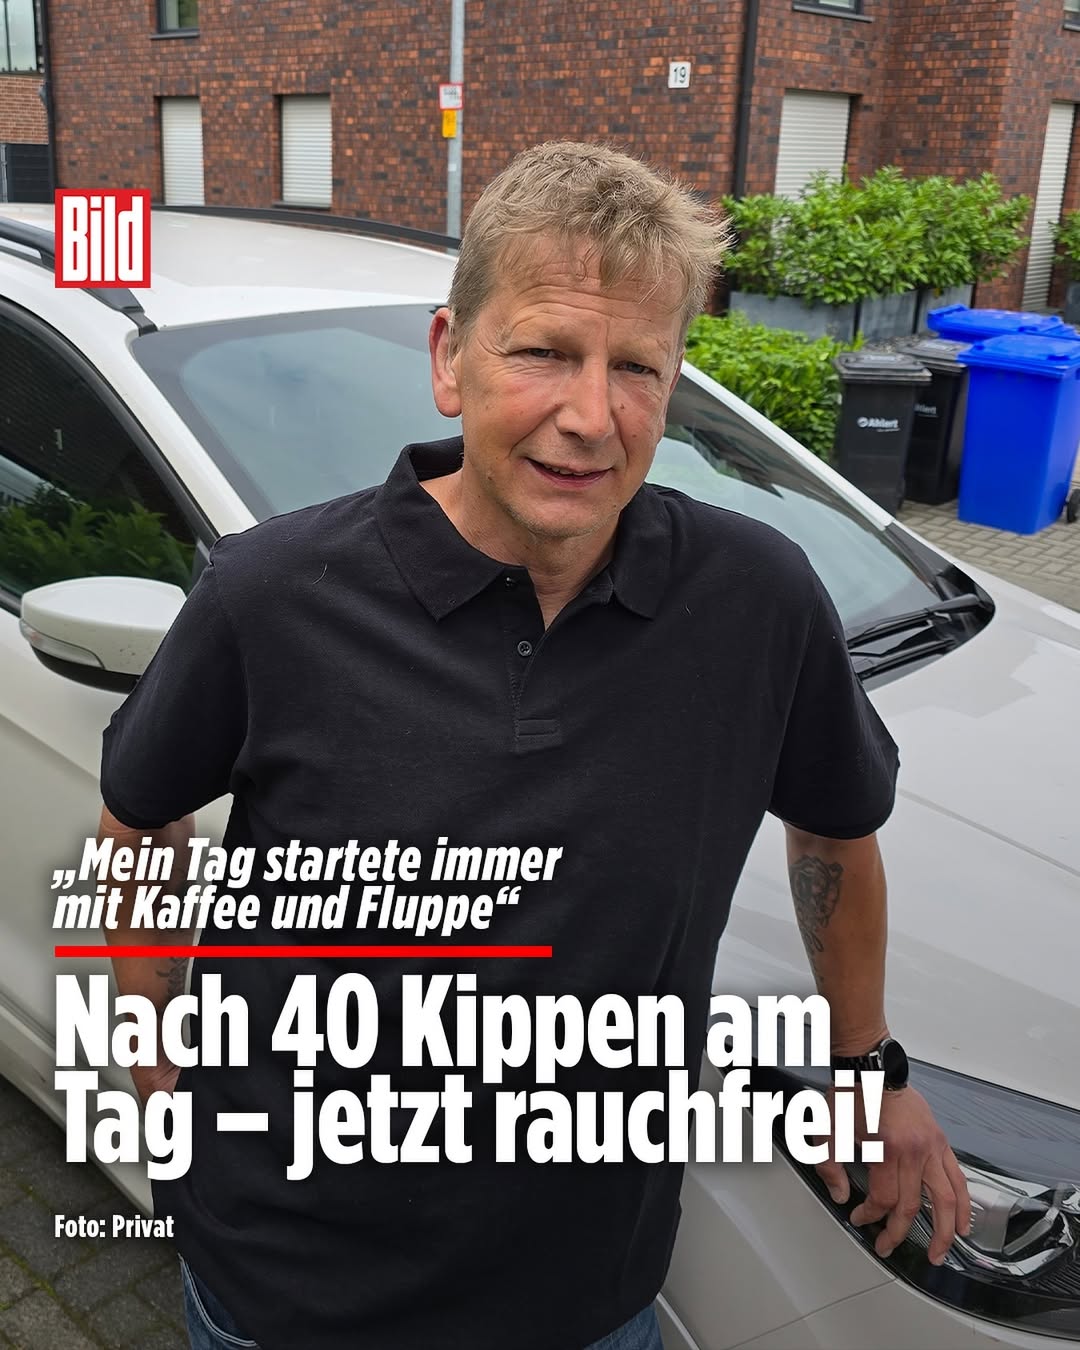 19
Bild
Ahlert
„Mein Tag startete immer
mit Kaffee und Fluppe“
Nach 40 Kippen am
Tag – jetzt rauchfrei!
Foto: Privat